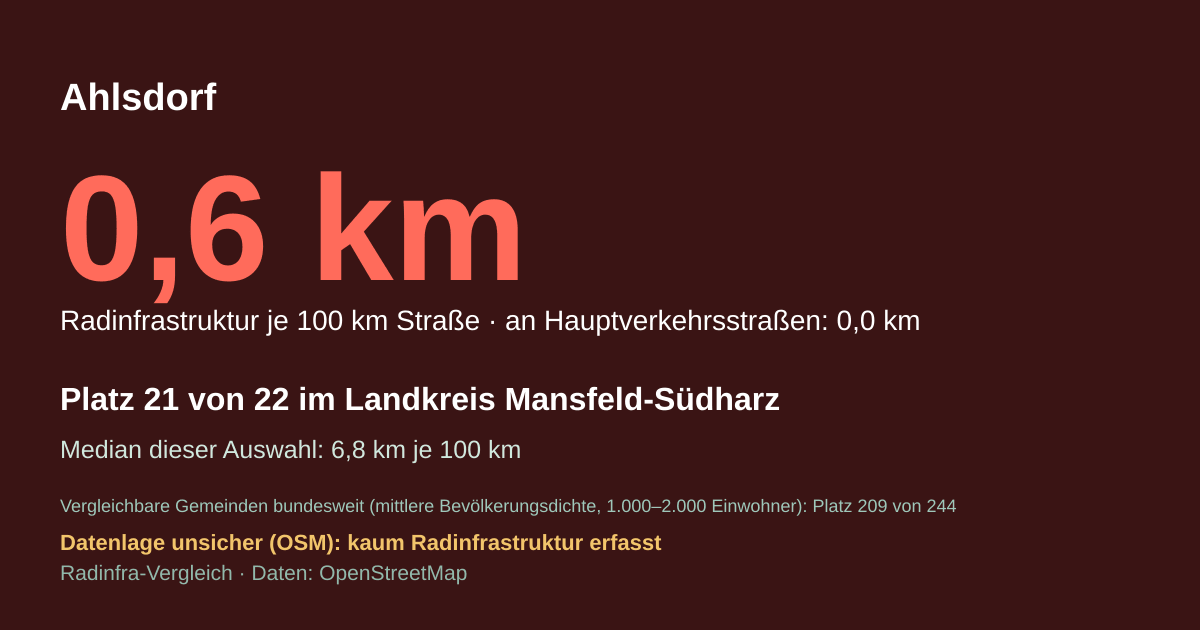 Ahlsdorf
0,6 km
Radinfrastruktur je 100 km Straße · an Hauptverkehrsstraßen: 0,0 km
Platz 21 von 22 im Landkreis Mansfeld-Südharz
Median dieser Auswahl: 6,8 km je 100 km
Vergleichbare Gemeinden bundesweit (mittlere Bevölkerungsdichte, 1.000–2.000 Einwohner): Platz 209 von 244
Datenlage unsicher (OSM): kaum Radinfrastruktur erfasst
Radinfra-Vergleich · Daten: OpenStreetMap